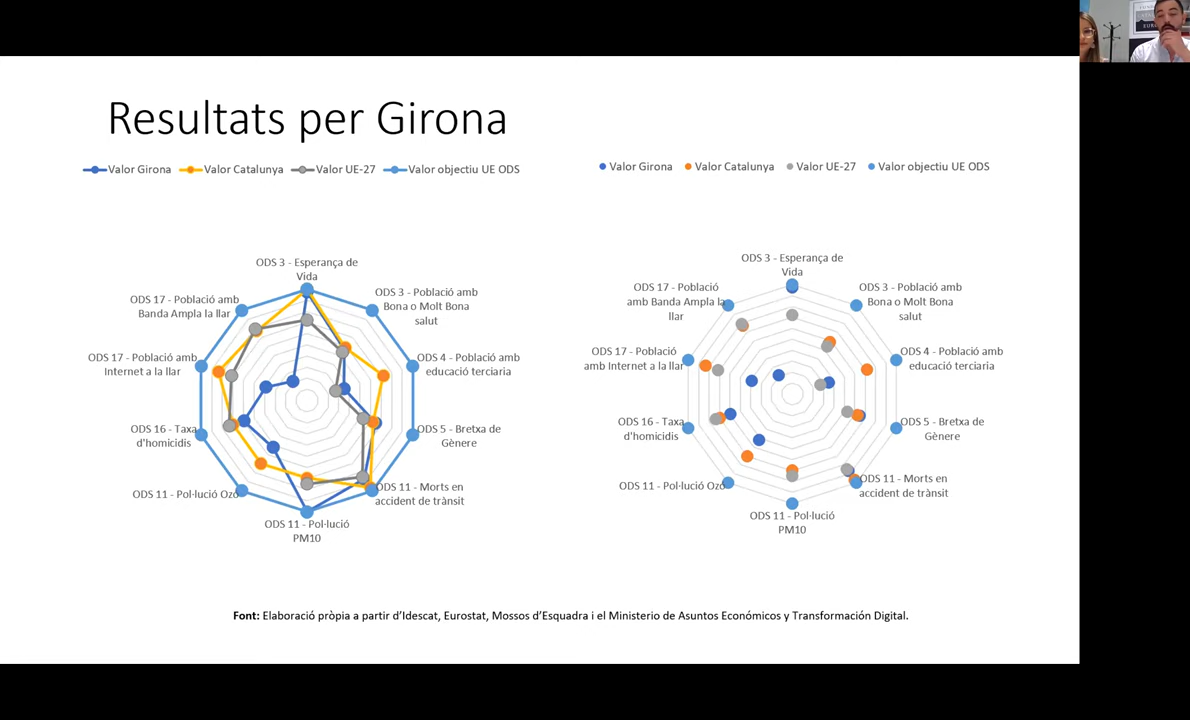 FUNDACIÓ
CATALUNYA
EUROPA
Resultats per Girona
Valor Girona Valor Catalunya Valor UE-27 Valor objectiu UE ODS
ODS 3 - Esperança de
Vida
ODS 3 - Població amb
Bona o Molt Bona
salut
ODS 4 - Població amb
educació terciaria
ODS 5 - Bretxa de
Gènere
ODS 11 - Morts en
accident de trànsit
ODS 11 - Pol·lució
PM10
ODS 11 - Pol·lució Ozó
ODS 16 - Taxa
d'homicidis
ODS 17 - Població amb
Internet a la llar
ODS 17 - Població amb
Banda Ampla la llar
Valor Girona Valor Catalunya Valor UE-27 Valor objectiu UE ODS
ODS 3 - Esperança de
Vida
ODS 3 - Població amb
Bona o Molt Bona
salut
ODS 4 - Població amb
educació terciaria
ODS 5 - Bretxa de
Gènere
ODS 11 - Morts en
accident de trànsit
ODS 11 - Pol·lució
PM10
ODS 11 - Pol·lució Ozó
ODS 16 - Taxa
d'homicidis
ODS 17 - Població
amb Internet a la llar
ODS 17 - Població
amb Banda Ampla la
llar
Font: Elaboració pròpia a partir d’Idescat, Eurostat, Mossos d’Esquadra i el Ministerio de Asuntos Económicos y Transformación Digital.